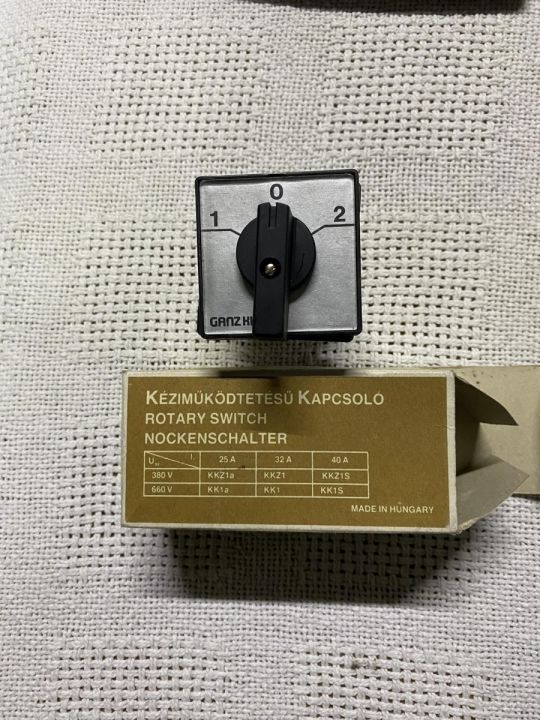 0
1 2
GANZ KK
KÉZIMŰKÖDTETÉSŰ KAPCSOLÓ
ROTARY SWITCH
NOCKENSCHALTER
25 A 32 A 40 A
380 V KKZ1a KKZ1 KKZ1S
660 V KK1a KK1 KK1S
MADE IN HUNGARY